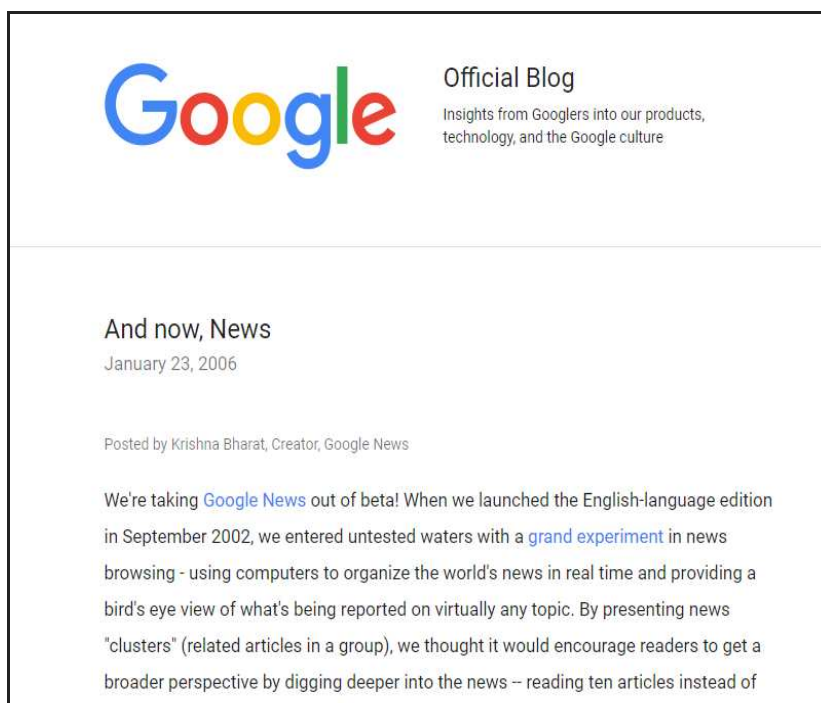 Google
Official Blog
Insights from Googlers into our products,
technology, and the Google culture
And now, News
January 23, 2006
Posted by Krishna Bharat, Creator, Google News
We're taking Google News out of beta! When we launched the English-language edition
in September 2002, we entered untested waters with a grand experiment in news
browsing - using computers to organize the world's news in real time and providing a
bird's eye view of what's being reported on virtually any topic. By presenting news
"clusters" (related articles in a group), we thought it would encourage readers to get a
broader perspective by digging deeper into the news -- reading ten articles instead of